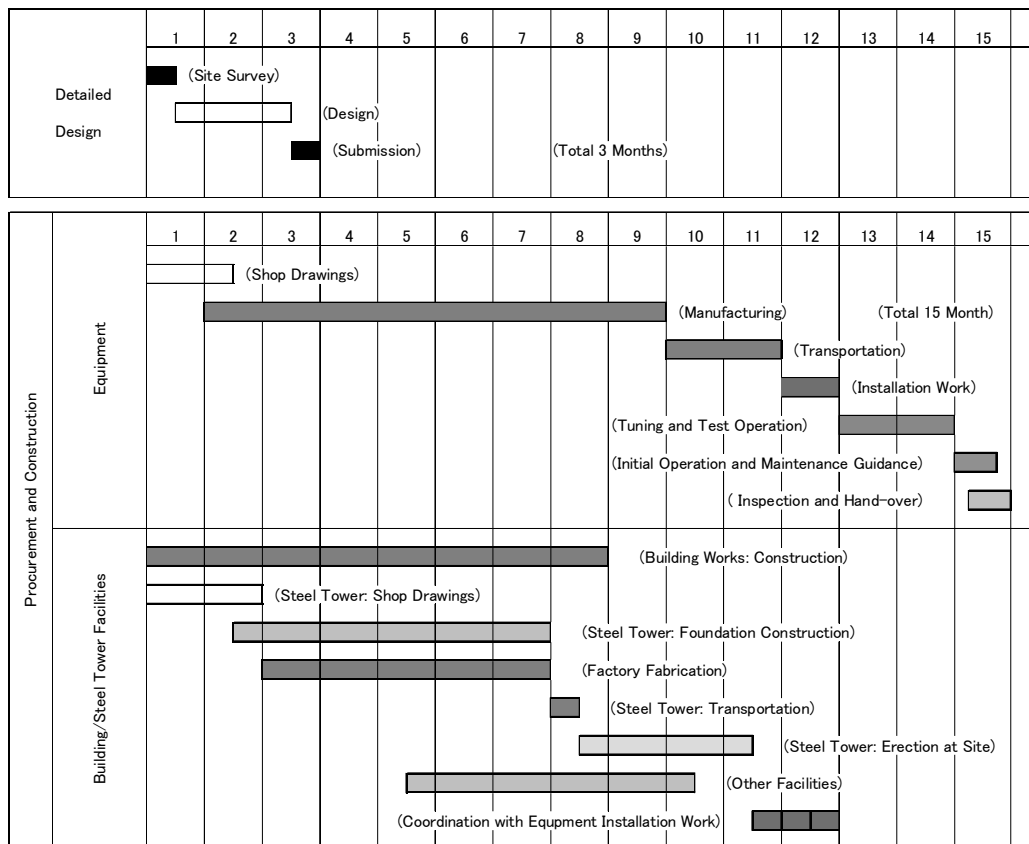 1 2 3 4 5 6 7 8 9 10 11 12 13 14 15
(Site Survey)
Detailed
(Design)
Design
(Submission) (Total 3 Months)
1 2 3 4 5 6 7 8 9 10 11 12 13 14 15
Procurement and Construction
Equipment
(Shop Drawings)
(Manufacturing) (Total 15 Month)
(Transportation)
(Installation Work)
(Tuning and Test Operation)
(Initial Operation and Maintenance Guidance)
( Inspection and Hand-over)
Building/Steel Tower Facilities
(Building Works: Construction)
(Steel Tower: Shop Drawings)
(Steel Tower: Foundation Construction)
(Factory Fabrication)
(Steel Tower: Transportation)
(Steel Tower: Erection at Site)
(Other Facilities)
(Coordination with Equpment Installation Work)